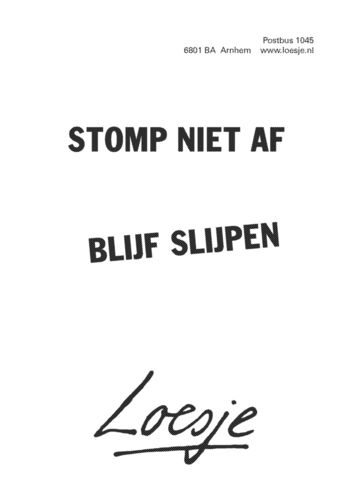 Postbus 1045
6801 BA Arnhem www.loesje.nl
STOMP NIET AF
BLIJF SLIJPEN
Loesje